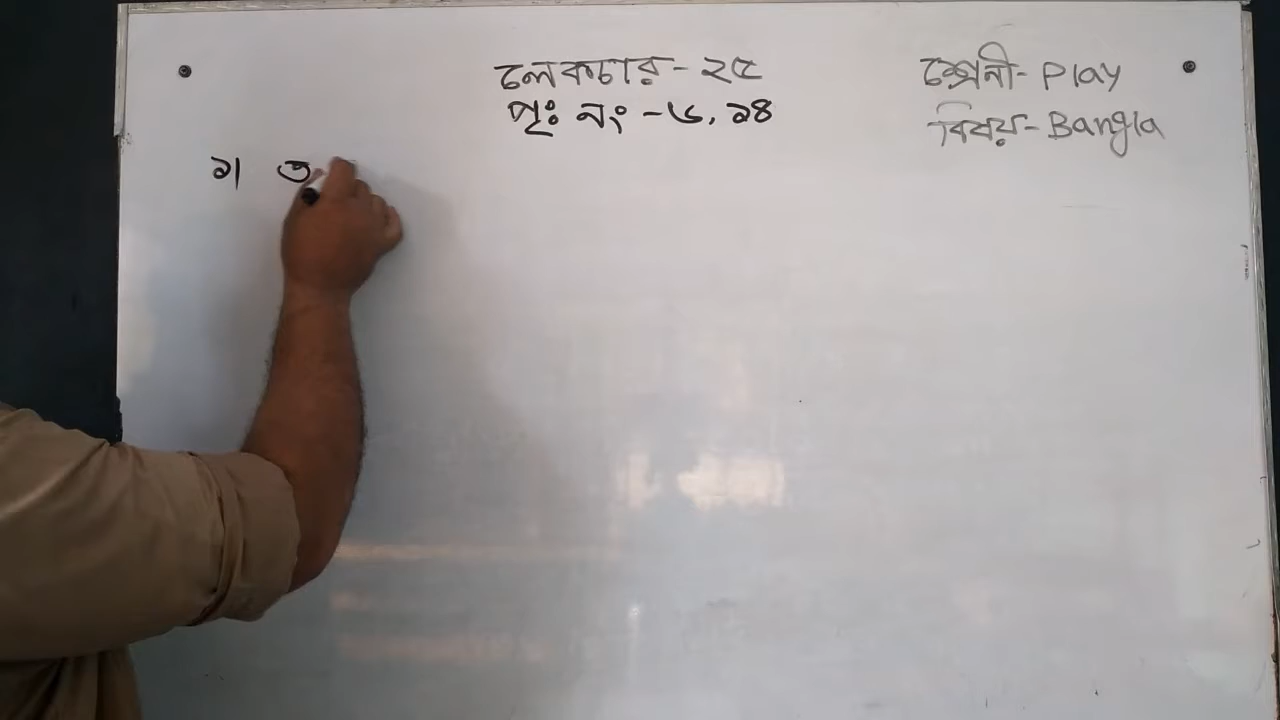 লেকচার - ২৫
পৃঃ নং - ৬, ১৪
শ্রেনী - Play
বিষয় - Bangla
১। ত